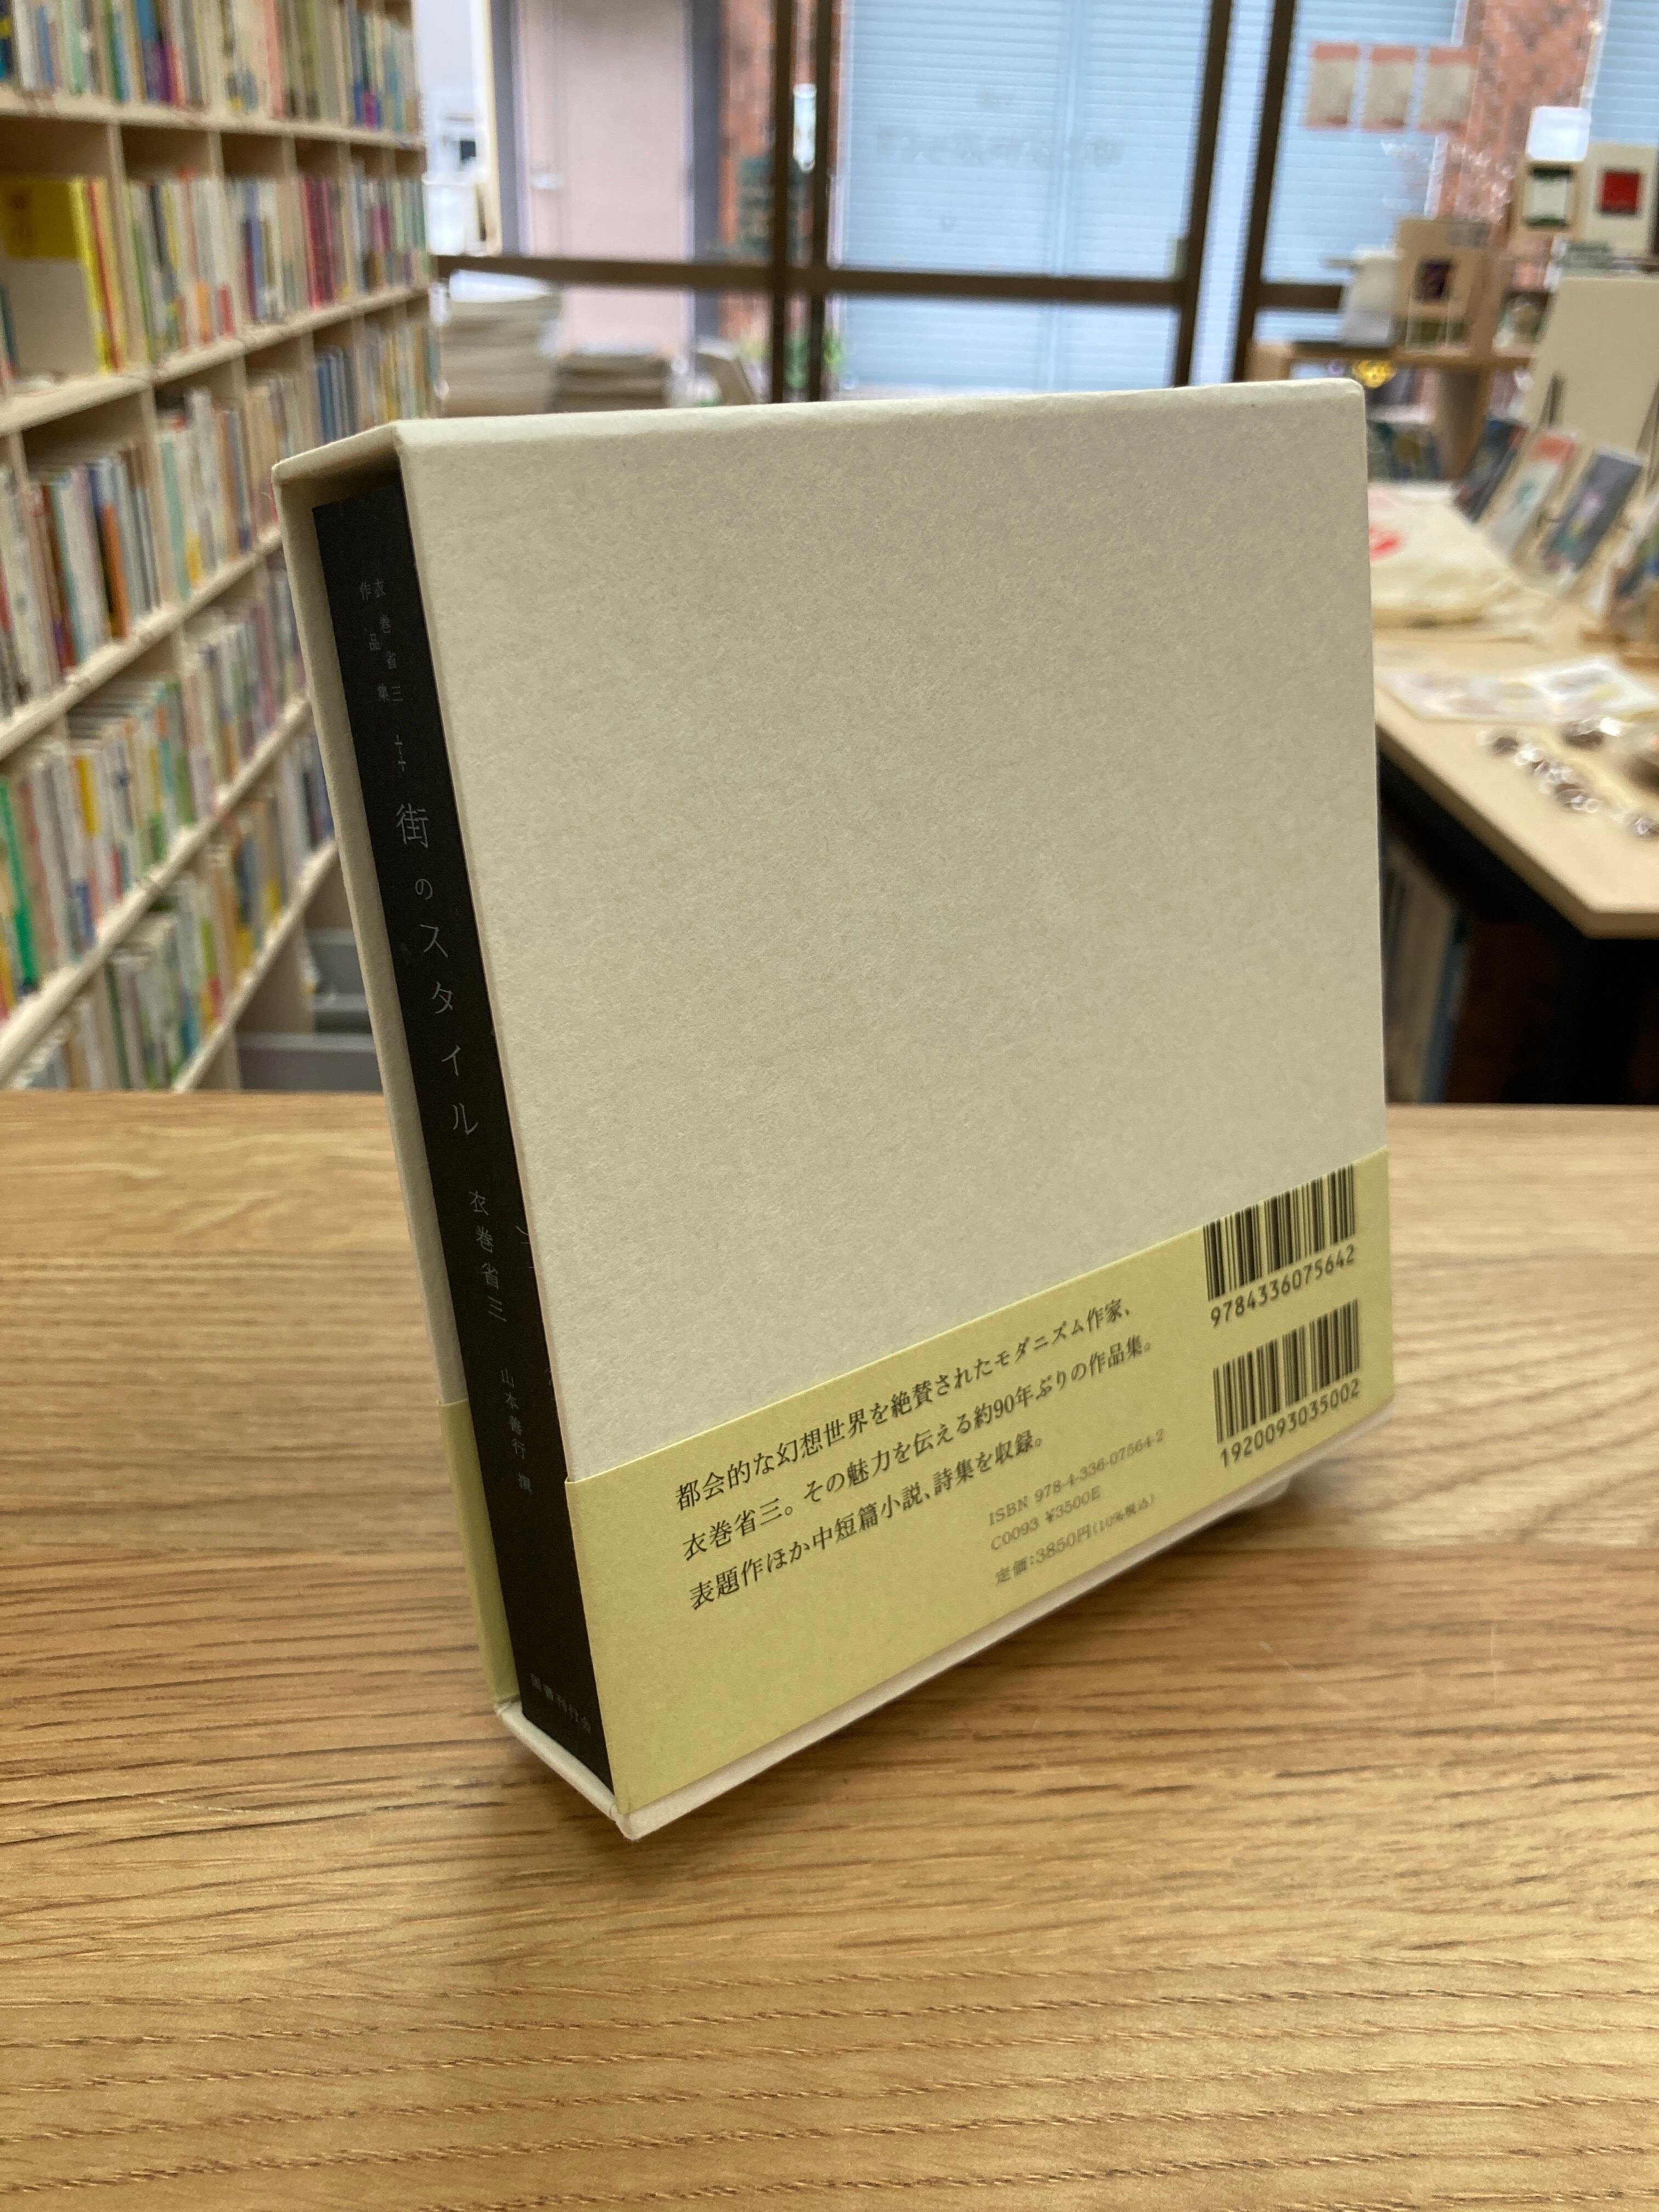 衣巻省三
作品集
街のスタイル
衣巻省三
山本善行 撰
国書刊行会
都会的な幻想世界を絶賛されたモダニズム作家、
衣巻省三。その魅力を伝える約90年ぶりの作品集。
表題作ほか中短篇小説、詩集を収録。
ISBN 978-4-336-07564-2
C0093 ¥3500E
定価:3850円(10%税込)
9784336075642
1920093035002